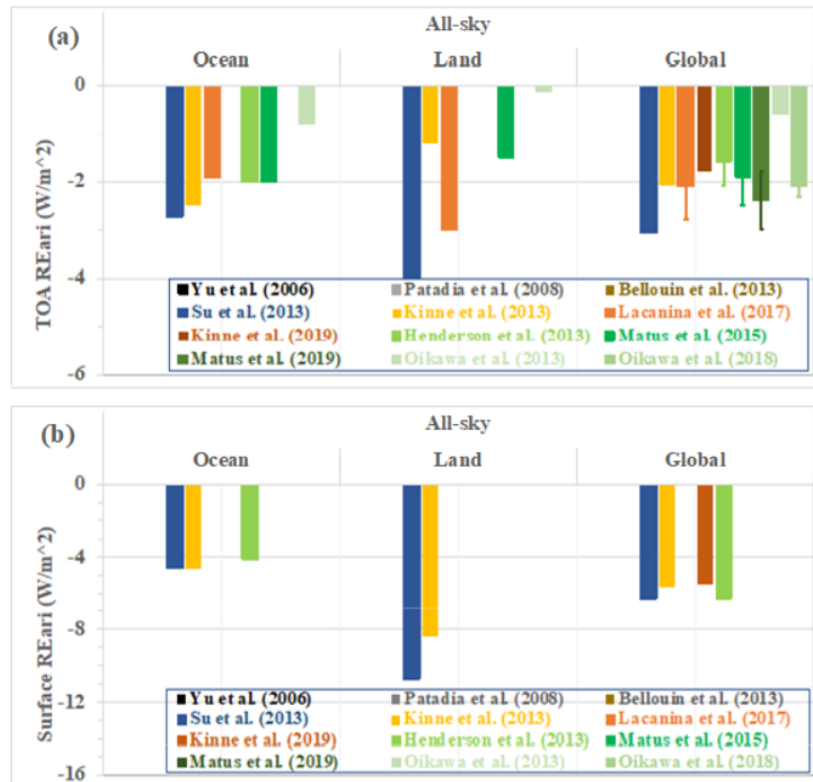 (a)
All-sky
Ocean Land Global
0
-2
-4
-6
TOA REari (W/m^2)
Yu et al. (2006) Patadia et al. (2008) Bellouin et al. (2013)
Su et al. (2013) Kinne et al. (2013) Lacanina et al. (2017)
Kinne et al. (2019) Henderson et al. (2013) Matus et al. (2015)
Matus et al. (2019) Oikawa et al. (2013) Oikawa et al. (2018)
(b)
All-sky
Ocean Land Global
0
-4
-8
-12
-16
Surface REari (W/m^2)
Yu et al. (2006) Patadia et al. (2008) Bellouin et al. (2013)
Su et al. (2013) Kinne et al. (2013) Lacanina et al. (2017)
Kinne et al. (2019) Henderson et al. (2013) Matus et al. (2015)
Matus et al. (2019) Oikawa et al. (2013) Oikawa et al. (2018)